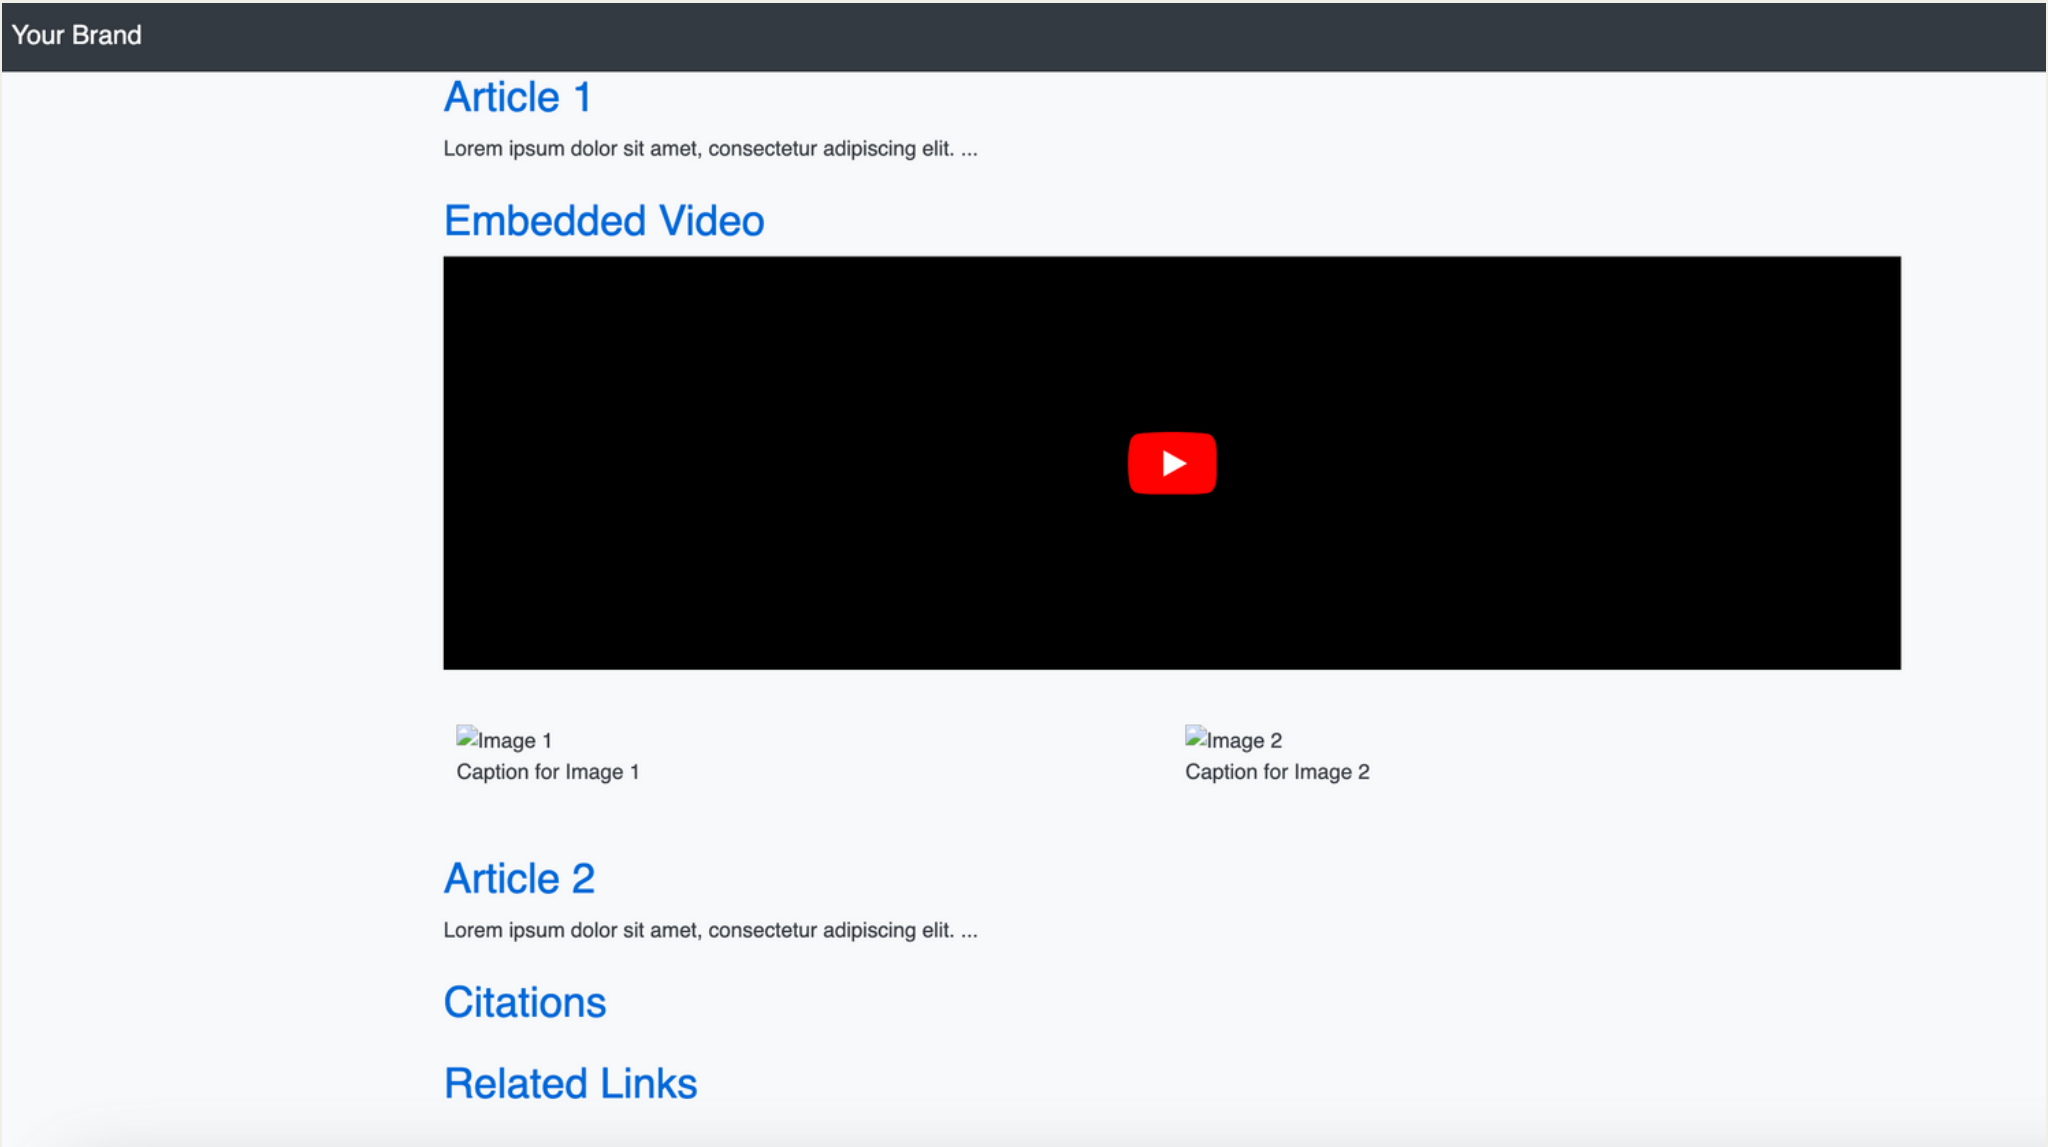 Your Brand
Article 1
Lorem ipsum dolor sit amet, consectetur adipiscing elit. ...
Embedded Video
Image 1
Caption for Image 1
Image 2
Caption for Image 2
Article 2
Lorem ipsum dolor sit amet, consectetur adipiscing elit. ...
Citations
Related Links